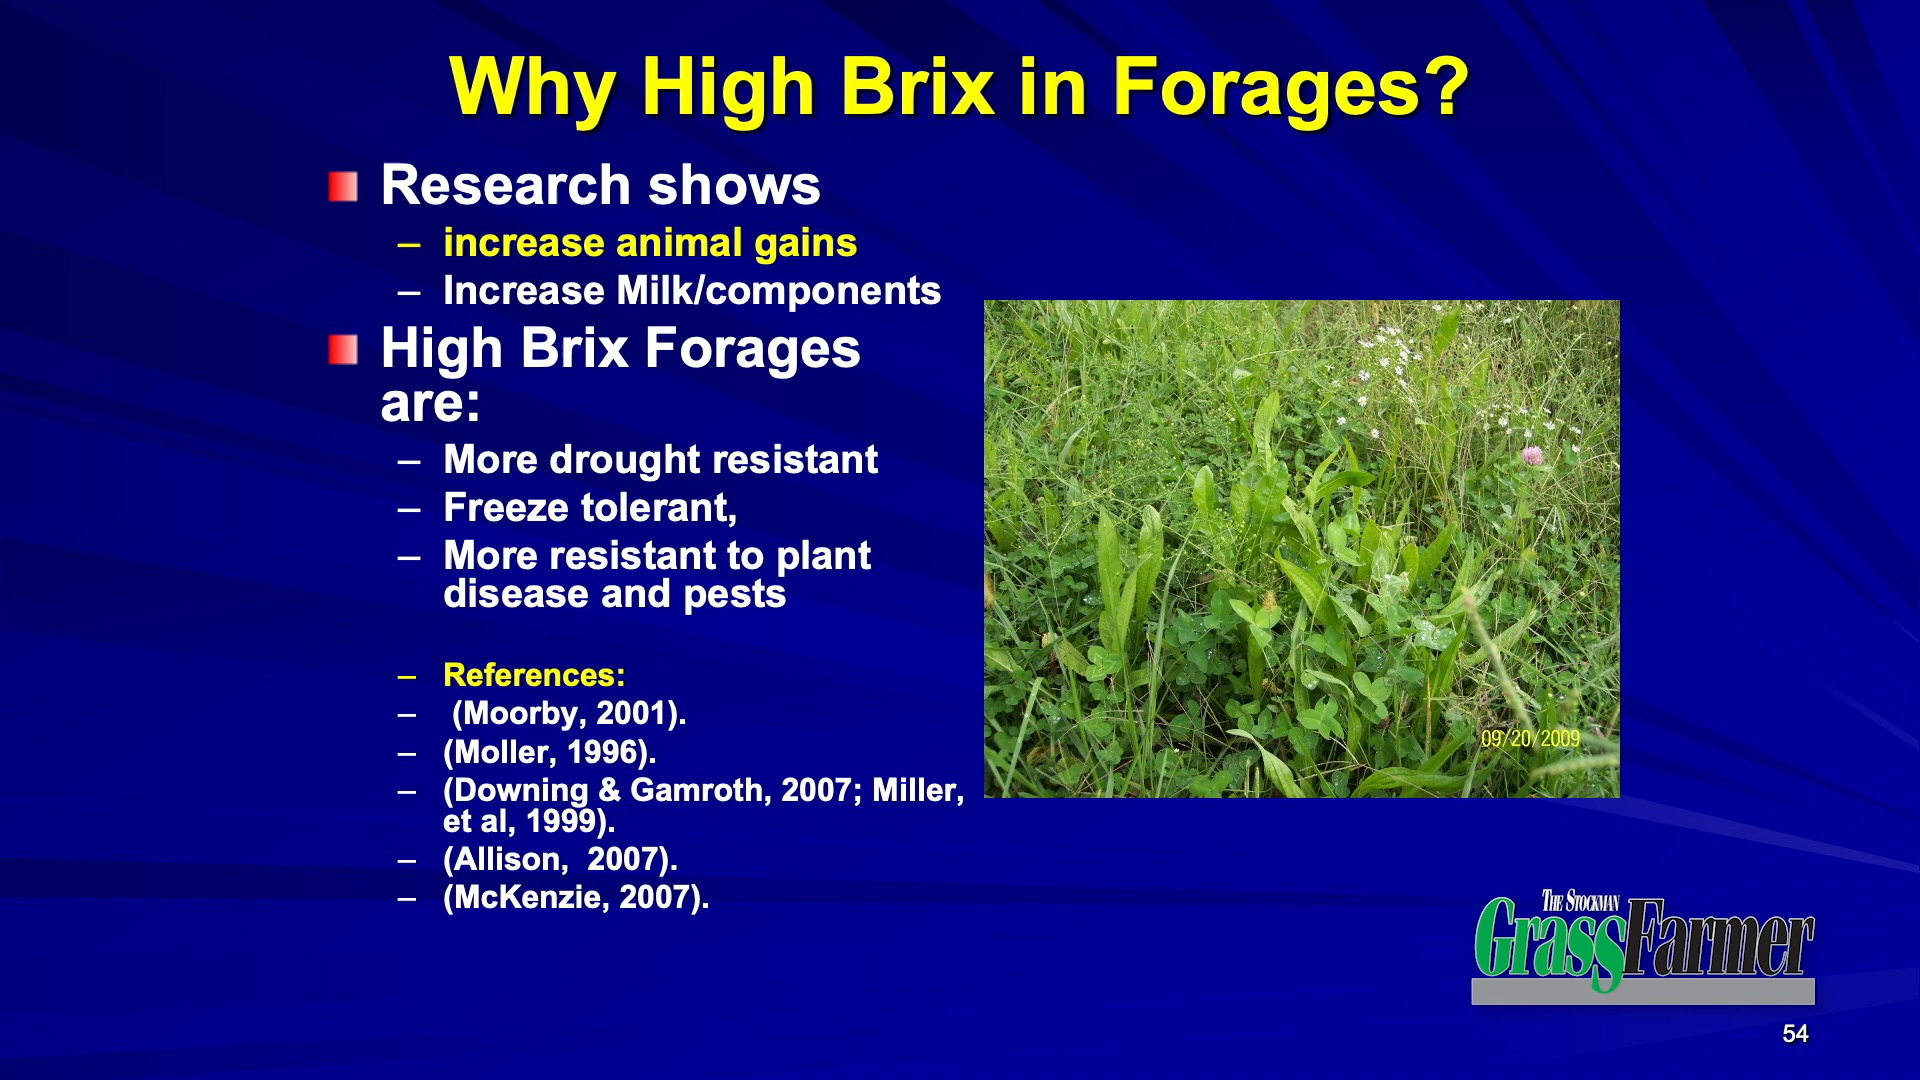 Why High Brix in Forages?
Research shows
– increase animal gains
– Increase Milk/components
High Brix Forages
are:
– More drought resistant
– Freeze tolerant,
– More resistant to plant
disease and pests
– References:
– (Moorby, 2001).
– (Moller, 1996).
– (Downing & Gamroth, 2007; Miller,
et al, 1999).
– (Allison, 2007).
– (McKenzie, 2007).
09/20/2009
THE STOCKMAN
GrassFarmer
54